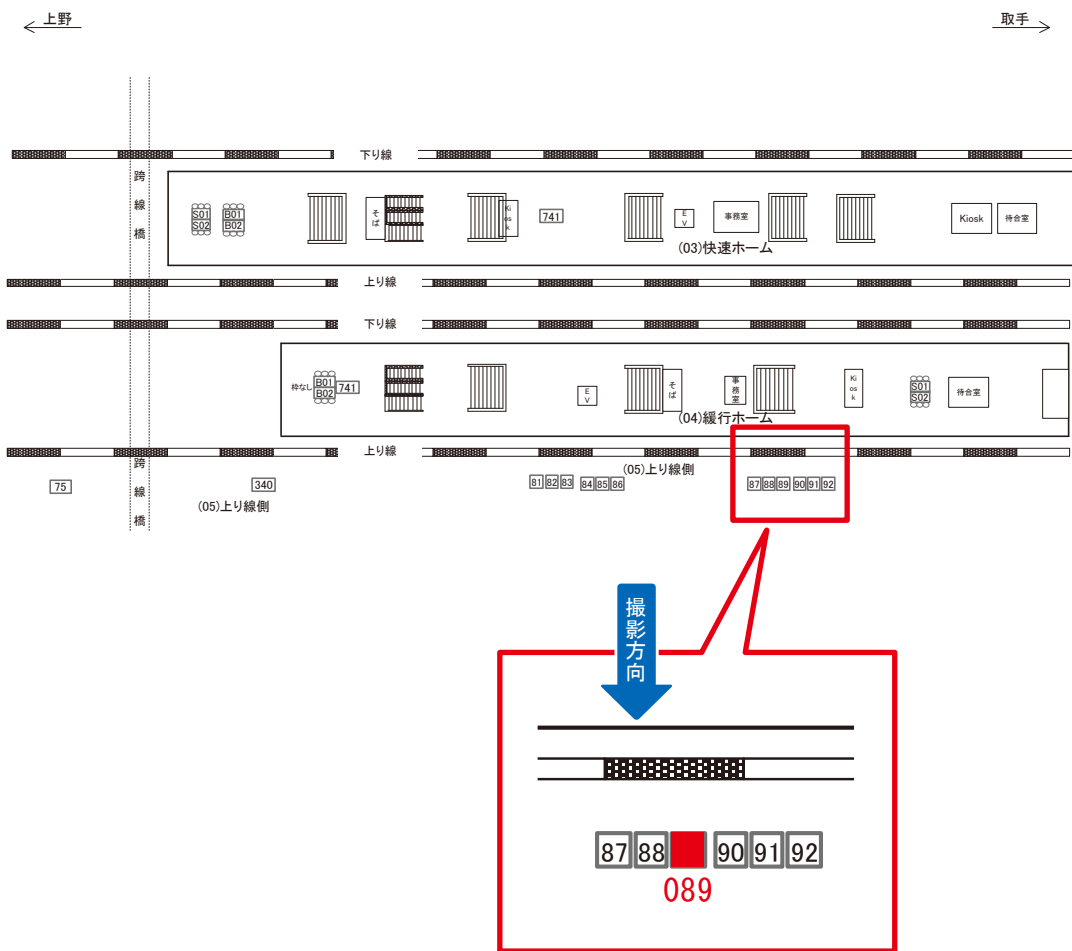 上野
取手
下り線
跨線橋
S01
S02
B01
B02
そば
Kiosk
741
EV
事務室
Kiosk
待合室
(03)快速ホーム
上り線
下り線
枠なし
B01
B02
741
EV
そば
事務室
Kiosk
S01
S02
待合室
(04)緩行ホーム
上り線
跨線橋
75
340
(05)上り線側
81 82 83 84 85 86
(05)上り線側
87 88 89 90 91 92
撮影方向
87 88 90 91 92
089